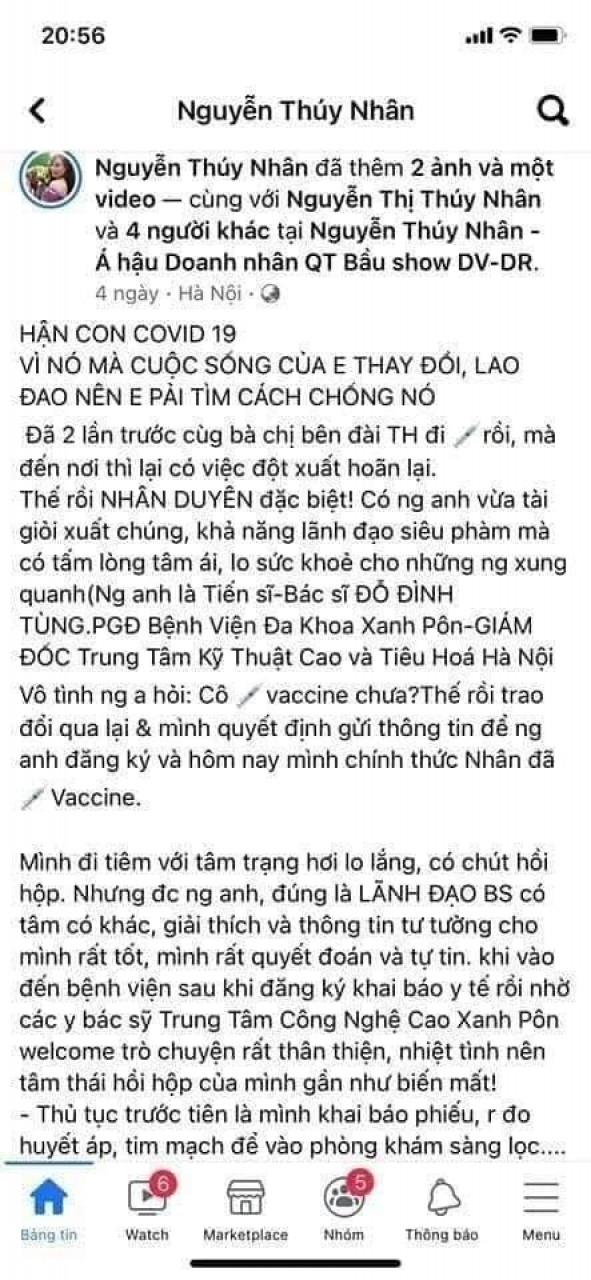 20:56
Nguyễn Thúy Nhân
Nguyễn Thúy Nhân đã thêm 2 ảnh và một
video — cùng với Nguyễn Thị Thúy Nhân
và 4 người khác tại Nguyễn Thúy Nhân -
Á hậu Doanh nhân QT Bầu show DV-DR.
4 ngày · Hà Nội ·
HẬN CON COVID 19
VÌ NÓ MÀ CUỘC SỐNG CỦA E THAY ĐỔI, LAO
ĐAO NÊN E PẢI TÌM CÁCH CHỐNG NÓ
Đã 2 lần trước cùg bà chị bên đài TH đi 💉 rồi, mà
đến nơi thì lại có việc đột xuất hoãn lại.
Thế rồi NHÂN DUYÊN đặc biệt! Có ng anh vừa tài
giỏi xuất chúng, khả năng lãnh đạo siêu phàm mà
có tấm lòng tâm ái, lo sức khoẻ cho những ng xung
quanh(Ng anh là Tiến sĩ-Bác sĩ ĐỖ ĐÌNH
TÙNG.PGĐ Bệnh Viện Đa Khoa Xanh Pôn-GIÁM
ĐỐC Trung Tâm Kỹ Thuật Cao và Tiêu Hoá Hà Nội
Vô tình ng a hỏi: Cô 💉 vaccine chưa?Thế rồi trao
đổi qua lại & mình quyết định gửi thông tin để ng
anh đăng ký và hôm nay mình chính thức Nhân đã
💉 Vaccine.
Mình đi tiêm với tâm trạng hơi lo lắng, có chút hồi
hộp. Nhưng đc ng anh, đúng là LÃNH ĐẠO BS có
tâm có khác, giải thích và thông tin tư tưởng cho
mình rất tốt, mình rất quyết đoán và tự tin. khi vào
đến bệnh viện sau khi đăng ký khai báo y tế rồi nhờ
các y bác sỹ Trung Tâm Công Nghệ Cao Xanh Pôn
welcome trò chuyện rất thân thiện, nhiệt tình nên
tâm thái hồi hộp của mình gần như biến mất!
- Thủ tục trước tiên là mình khai báo phiếu, r đo
huyết áp, tim mạch để vào phòng khám sàng lọc....
6 5
Bảng tin Watch Marketplace Nhóm Thông báo Menu